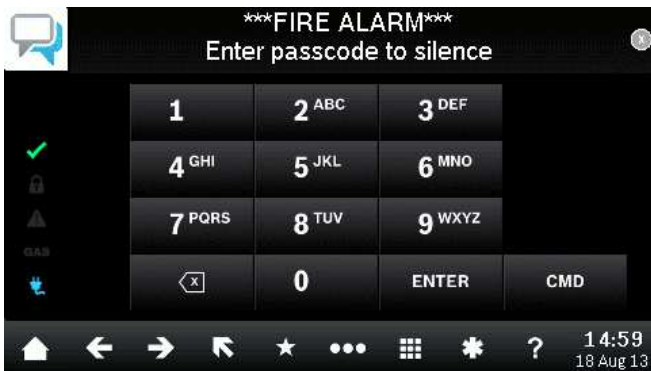 ***FIRE ALARM***
Enter passcode to silence
1
2 ABC
3 DEF
4 GHI
5 JKL
6 MNO
7 PQRS
8 TUV
9 WXYZ
GAS
0
ENTER
CMD
14:59
18 Aug 13